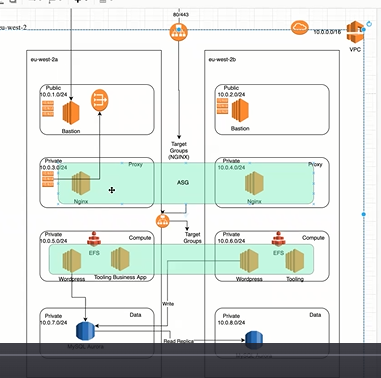 eu-west-2
80/443
10.0.0.0/16
VPC
eu-west-2a
eu-west-2b
Public
10.0.1.0/24
Bastion
Public
10.0.2.0/24
Bastion
Target
Groups
(NGINX)
Private
10.0.3.0/24
Proxy
Nginx
ASG
Private
10.0.4.0/24
Proxy
Nginx
Private
10.0.5.0/24
Compute
EFS
Wordpress
Tooling Business App
Target
Groups
Private
10.0.6.0/24
Compute
EFS
Wordpress
Tooling
Write
Private
10.0.7.0/24
Data
Read Replica
Private
10.0.8.0/24
Data